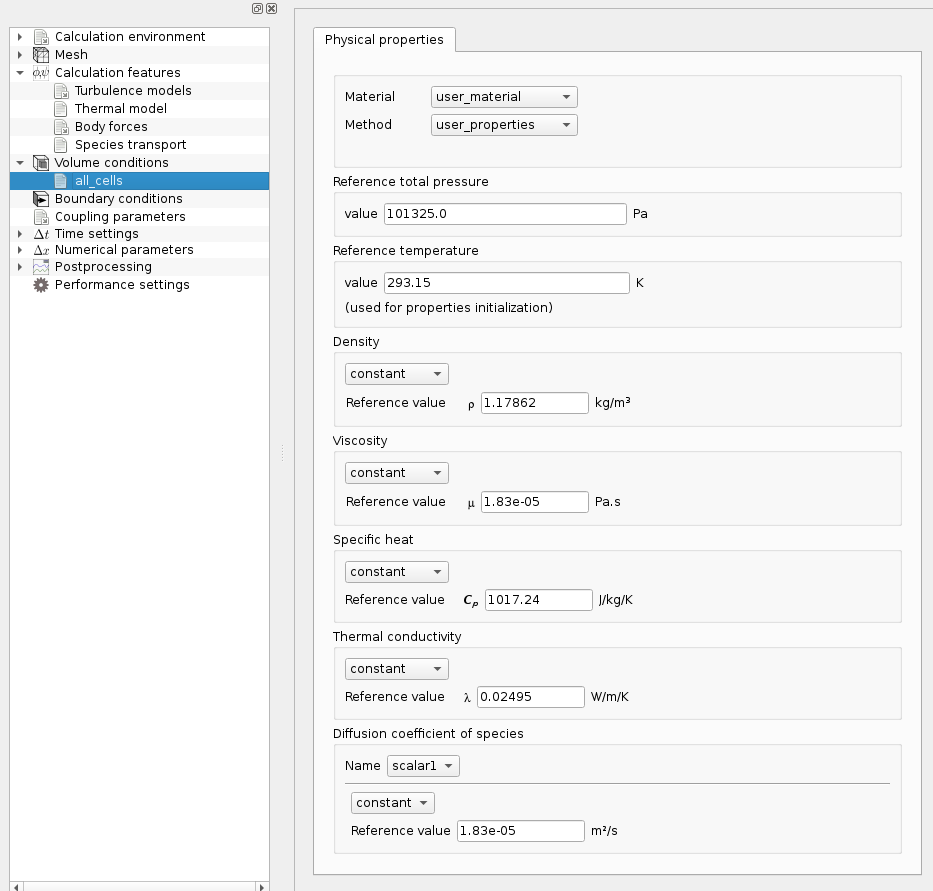 Calculation environment
Mesh
α,ψ Calculation features
Turbulence models
Thermal model
Body forces
Species transport
Volume conditions
all_cells
Boundary conditions
Coupling parameters
Δt Time settings
Δx Numerical parameters
Postprocessing
Performance settings
Physical properties
Material user_material
Method user_properties
Reference total pressure
value 101325.0 Pa
Reference temperature
value 293.15 K
(used for properties initialization)
Density
constant
Reference value ρ 1.17862 kg/m³
Viscosity
constant
Reference value μ 1.83e-05 Pa.s
Specific heat
constant
Reference value Cp 1017.24 J/kg/K
Thermal conductivity
constant
Reference value λ 0.02495 W/m/K
Diffusion coefficient of species
Name scalar1
constant
Reference value 1.83e-05 m²/s